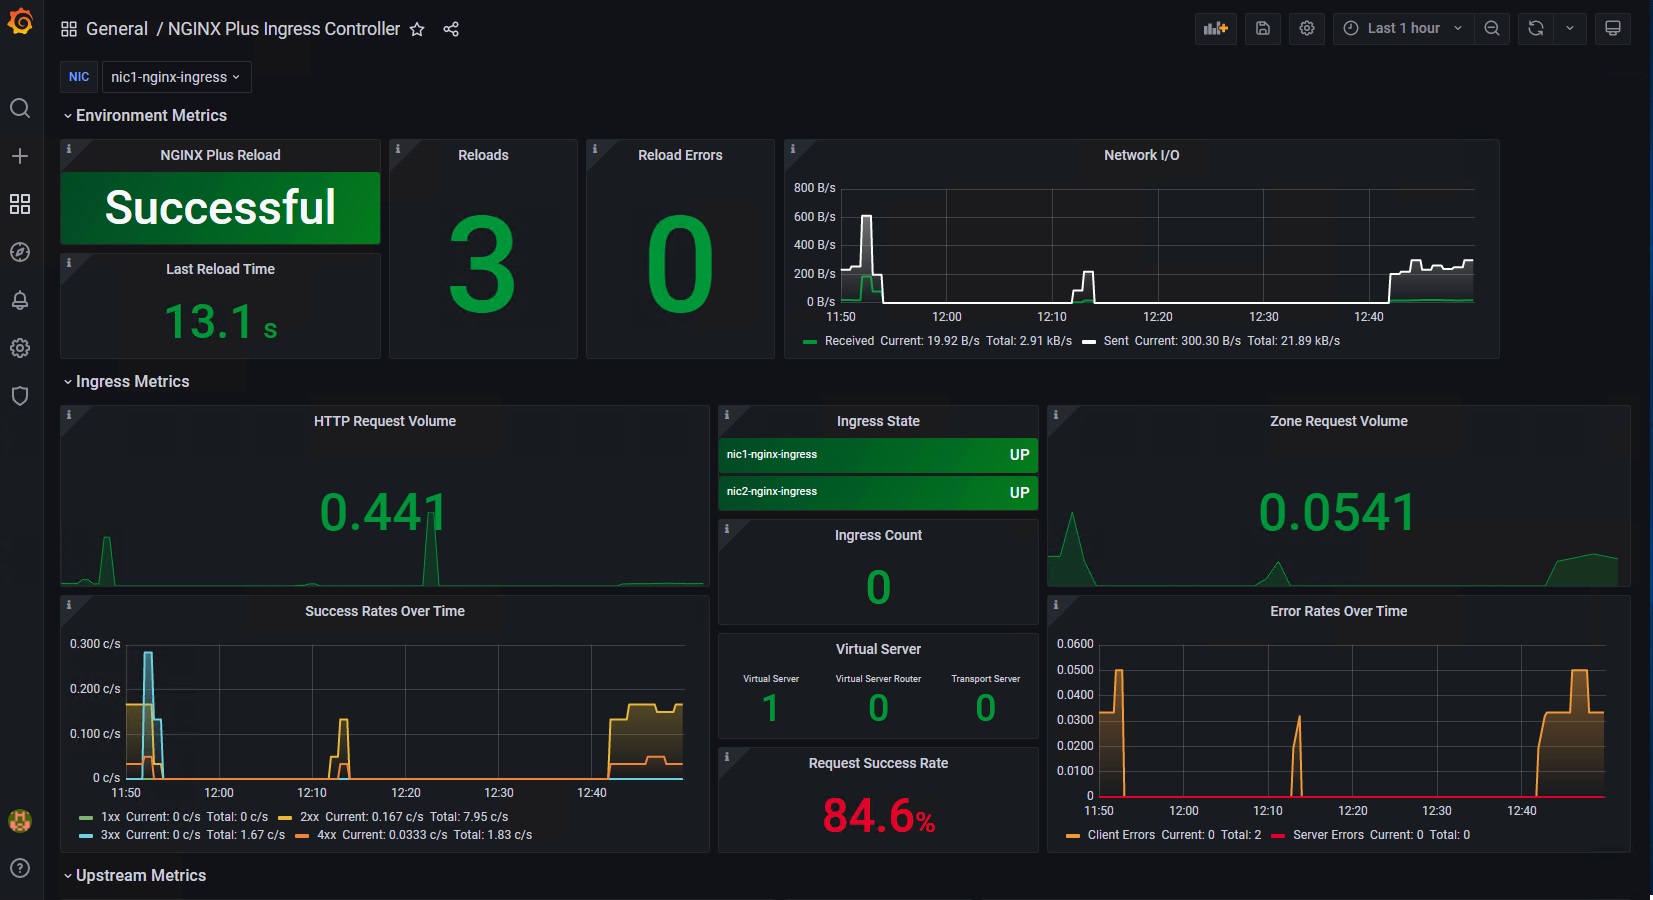 General / NGINX Plus Ingress Controller
Last 1 hour
NIC nic1-nginx-ingress
Environment Metrics
NGINX Plus Reload
Successful
Last Reload Time
13.1 s
Reloads
3
Reload Errors
0
Network I/O
800 B/s
600 B/s
400 B/s
200 B/s
0 B/s
11:50 12:00 12:10 12:20 12:30 12:40
Received Current: 19.92 B/s Total: 2.91 kB/s Sent Current: 300.30 B/s Total: 21.89 kB/s
Ingress Metrics
HTTP Request Volume
0.441
Ingress State
nic1-nginx-ingress UP
nic2-nginx-ingress UP
Ingress Count
0
Zone Request Volume
0.0541
Success Rates Over Time
0.300 c/s
0.200 c/s
0.100 c/s
0 c/s
11:50 12:00 12:10 12:20 12:30 12:40
1xx Current: 0 c/s Total: 0 c/s 2xx Current: 0.167 c/s Total: 7.95 c/s
3xx Current: 0 c/s Total: 1.67 c/s 4xx Current: 0.0333 c/s Total: 1.83 c/s
Virtual Server
Virtual Server Virtual Server Router Transport Server
1 0 0
Request Success Rate
84.6%
Error Rates Over Time
0.0600
0.0500
0.0400
0.0300
0.0200
0.0100
0
11:50 12:00 12:10 12:20 12:30 12:40
Client Errors Current: 0 Total: 2 Server Errors Current: 0 Total: 0
Upstream Metrics